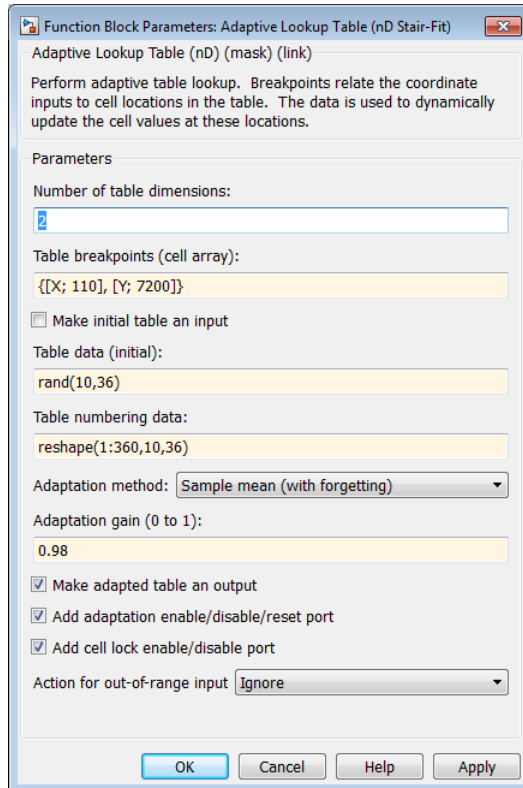 Function Block Parameters: Adaptive Lookup Table (nD Stair-Fit)
Adaptive Lookup Table (nD) (mask) (link)
Perform adaptive table lookup. Breakpoints relate the coordinate
inputs to cell locations in the table. The data is used to dynamically
update the cell values at these locations.
Parameters
Number of table dimensions:
2
Table breakpoints (cell array):
{[X; 110], [Y; 7200]}
Make initial table an input
Table data (initial):
rand(10,36)
Table numbering data:
reshape(1:360,10,36)
Adaptation method: Sample mean (with forgetting)
Adaptation gain (0 to 1):
0.98
Make adapted table an output
Add adaptation enable/disable/reset port
Add cell lock enable/disable port
Action for out-of-range input Ignore
OK Cancel Help Apply